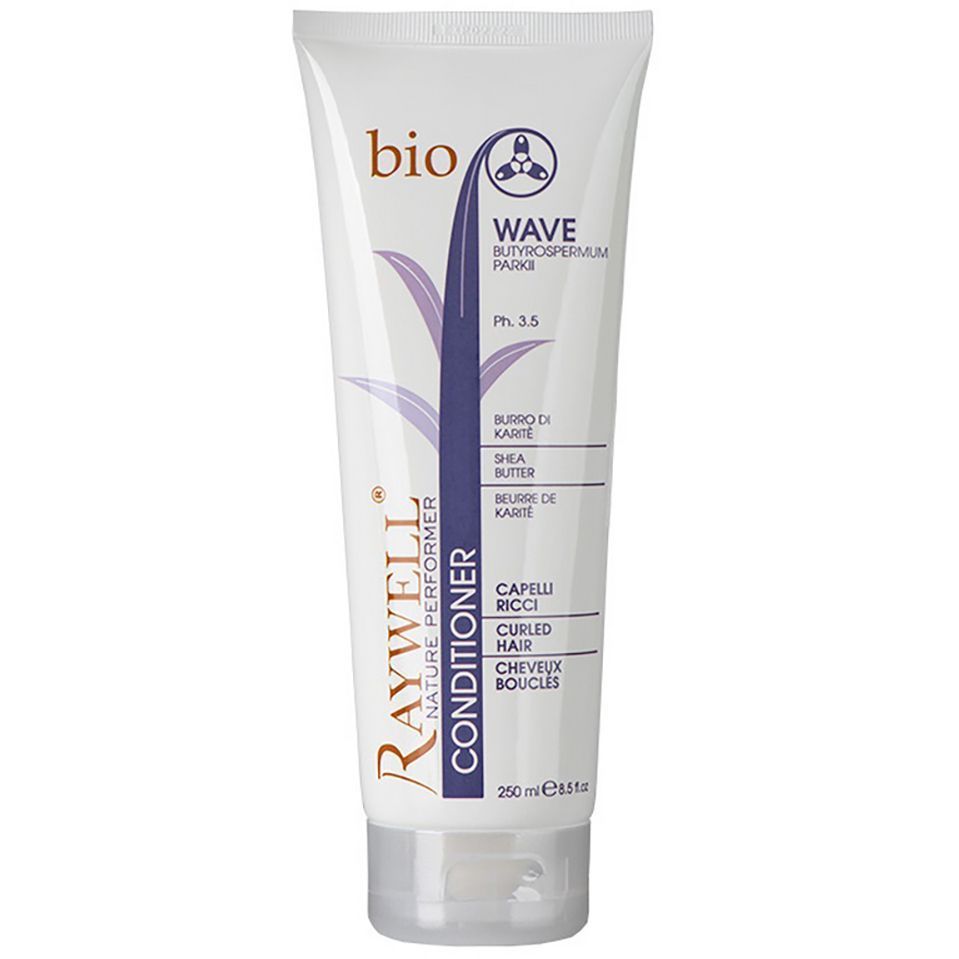 bio
WAVE
BUTYROSPERMUM
PARKII
Ph. 3.5
BURRO DI
KARITÈ
SHEA
BUTTER
BEURRE DE
KARITÉ
RAYWELL®
NATURE PERFORMER
CONDITIONER
CAPELLI
RICCI
CURLED
HAIR
CHEVEUX
BOUCLÉS
250 ml ℮ 8.5 fl.oz